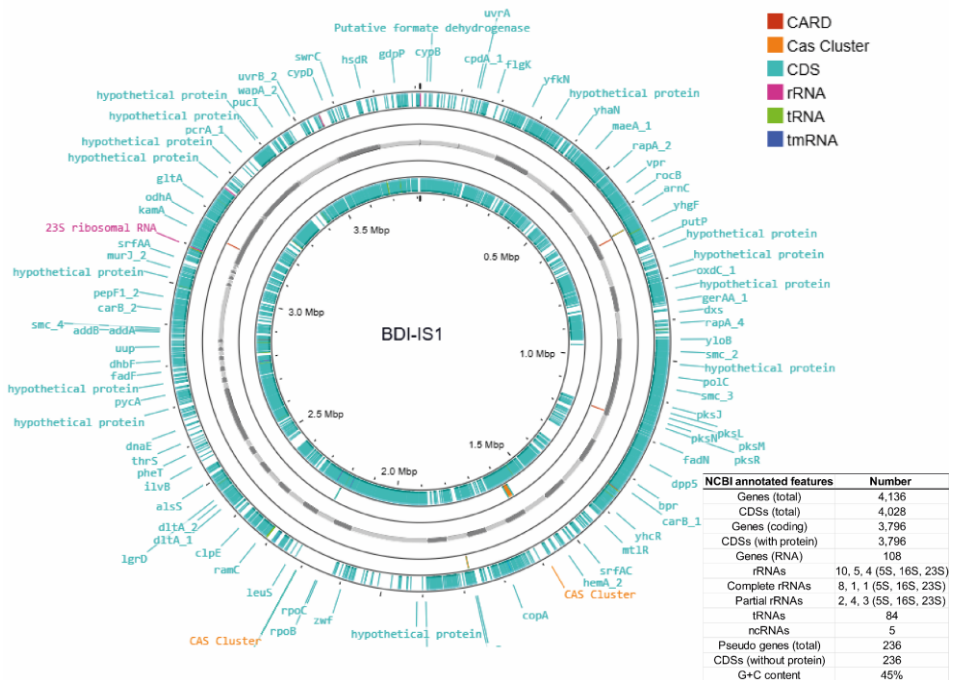 uvrA
Putative formate dehydrogenase
swrC
hsdR
gdpP
cypB
cpdA_1
flgK
uvrB_2
cypD
hypothetical protein
wapA_2
pucI
hypothetical protein
pcrA_1
hypothetical protein
hypothetical protein
gltA
odhA
kamA
23S ribosomal RNA
srfAA
murJ_2
hypothetical protein
pepF1_2
carB_2
smc_4
addB
addA
uup
dhbF
fadF
hypothetical protein
pycA
hypothetical protein
dnaE
thrS
pheT
ilvB
alsS
dltA_2
dltA_1
lgrD
clpE
ramC
leuS
CAS Cluster
rpoB
rpoC
zwf
hypothetical protein
copA
CAS Cluster
hemA_2
srfAC
mtlR
yhcR
carB_1
bpr
dppS
fadN
pksR
pksM
pksL
pksN
pksJ
smc_3
polC
hypothetical protein
smc_2
yloB
rapA_4
dxs
gerAA_1
hypothetical protein
oxdC_1
hypothetical protein
hypothetical protein
putP
yhgF
arnC
rocB
vpr
rapA_2
maeA_1
yhaN
hypothetical protein
yfkN
CARD
Cas Cluster
CDS
rRNA
tRNA
tmRNA
BDI-IS1
0.5 Mbp
1.0 Mbp
1.5 Mbp
2.0 Mbp
2.5 Mbp
3.0 Mbp
3.5 Mbp
NCBI annotated features Number
Genes (total) 4,136
CDSs (total) 4,028
Genes (coding) 3,796
CDSs (with protein) 3,796
Genes (RNA) 108
rRNAs 10, 5, 4 (5S, 16S, 23S)
Complete rRNAs 8, 1, 1 (5S, 16S, 23S)
Partial rRNAs 2, 4, 3 (5S, 16S, 23S)
tRNAs 84
ncRNAs 5
Pseudo genes (total) 236
CDSs (without protein) 236
G+C content 45%